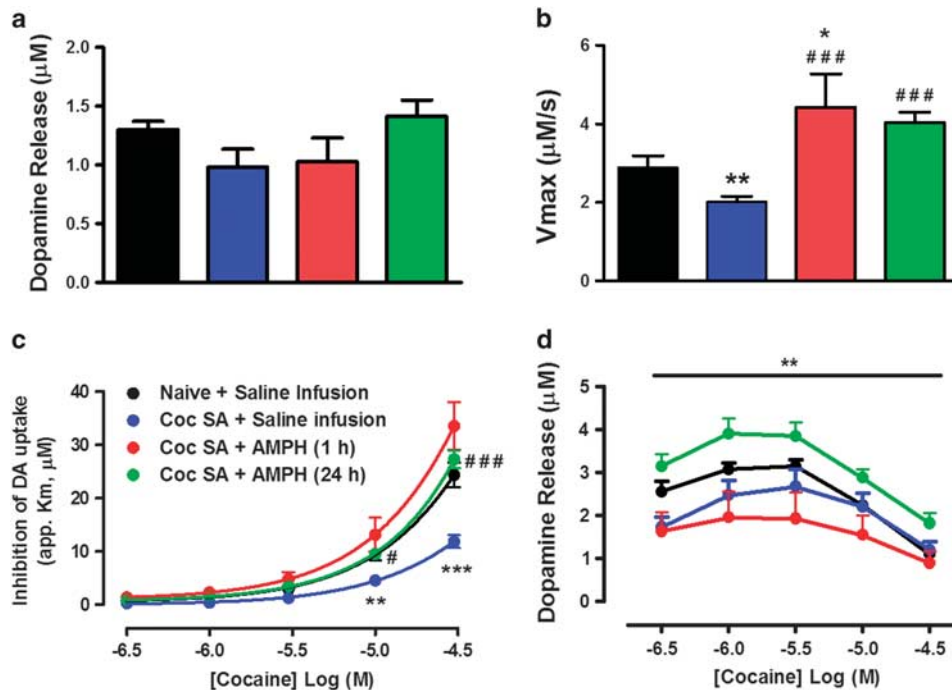 a
Dopamine Release (μM)
2.0
1.5
1.0
0.5
0.0
b
Vmax (μM/s)
6
4
2
0
**
*
###
###
c
Inhibition of DA uptake
(app. Km, μM)
40
30
20
10
0
Naive + Saline Infusion
Coc SA + Saline infusion
Coc SA + AMPH (1 h)
Coc SA + AMPH (24 h)
###
#
**
***
-6.5
-6.0
-5.5
-5.0
-4.5
[Cocaine] Log (M)
d
Dopamine Release (μM)
5
4
3
2
1
0
**
-6.5
-6.0
-5.5
-5.0
-4.5
[Cocaine] Log (M)